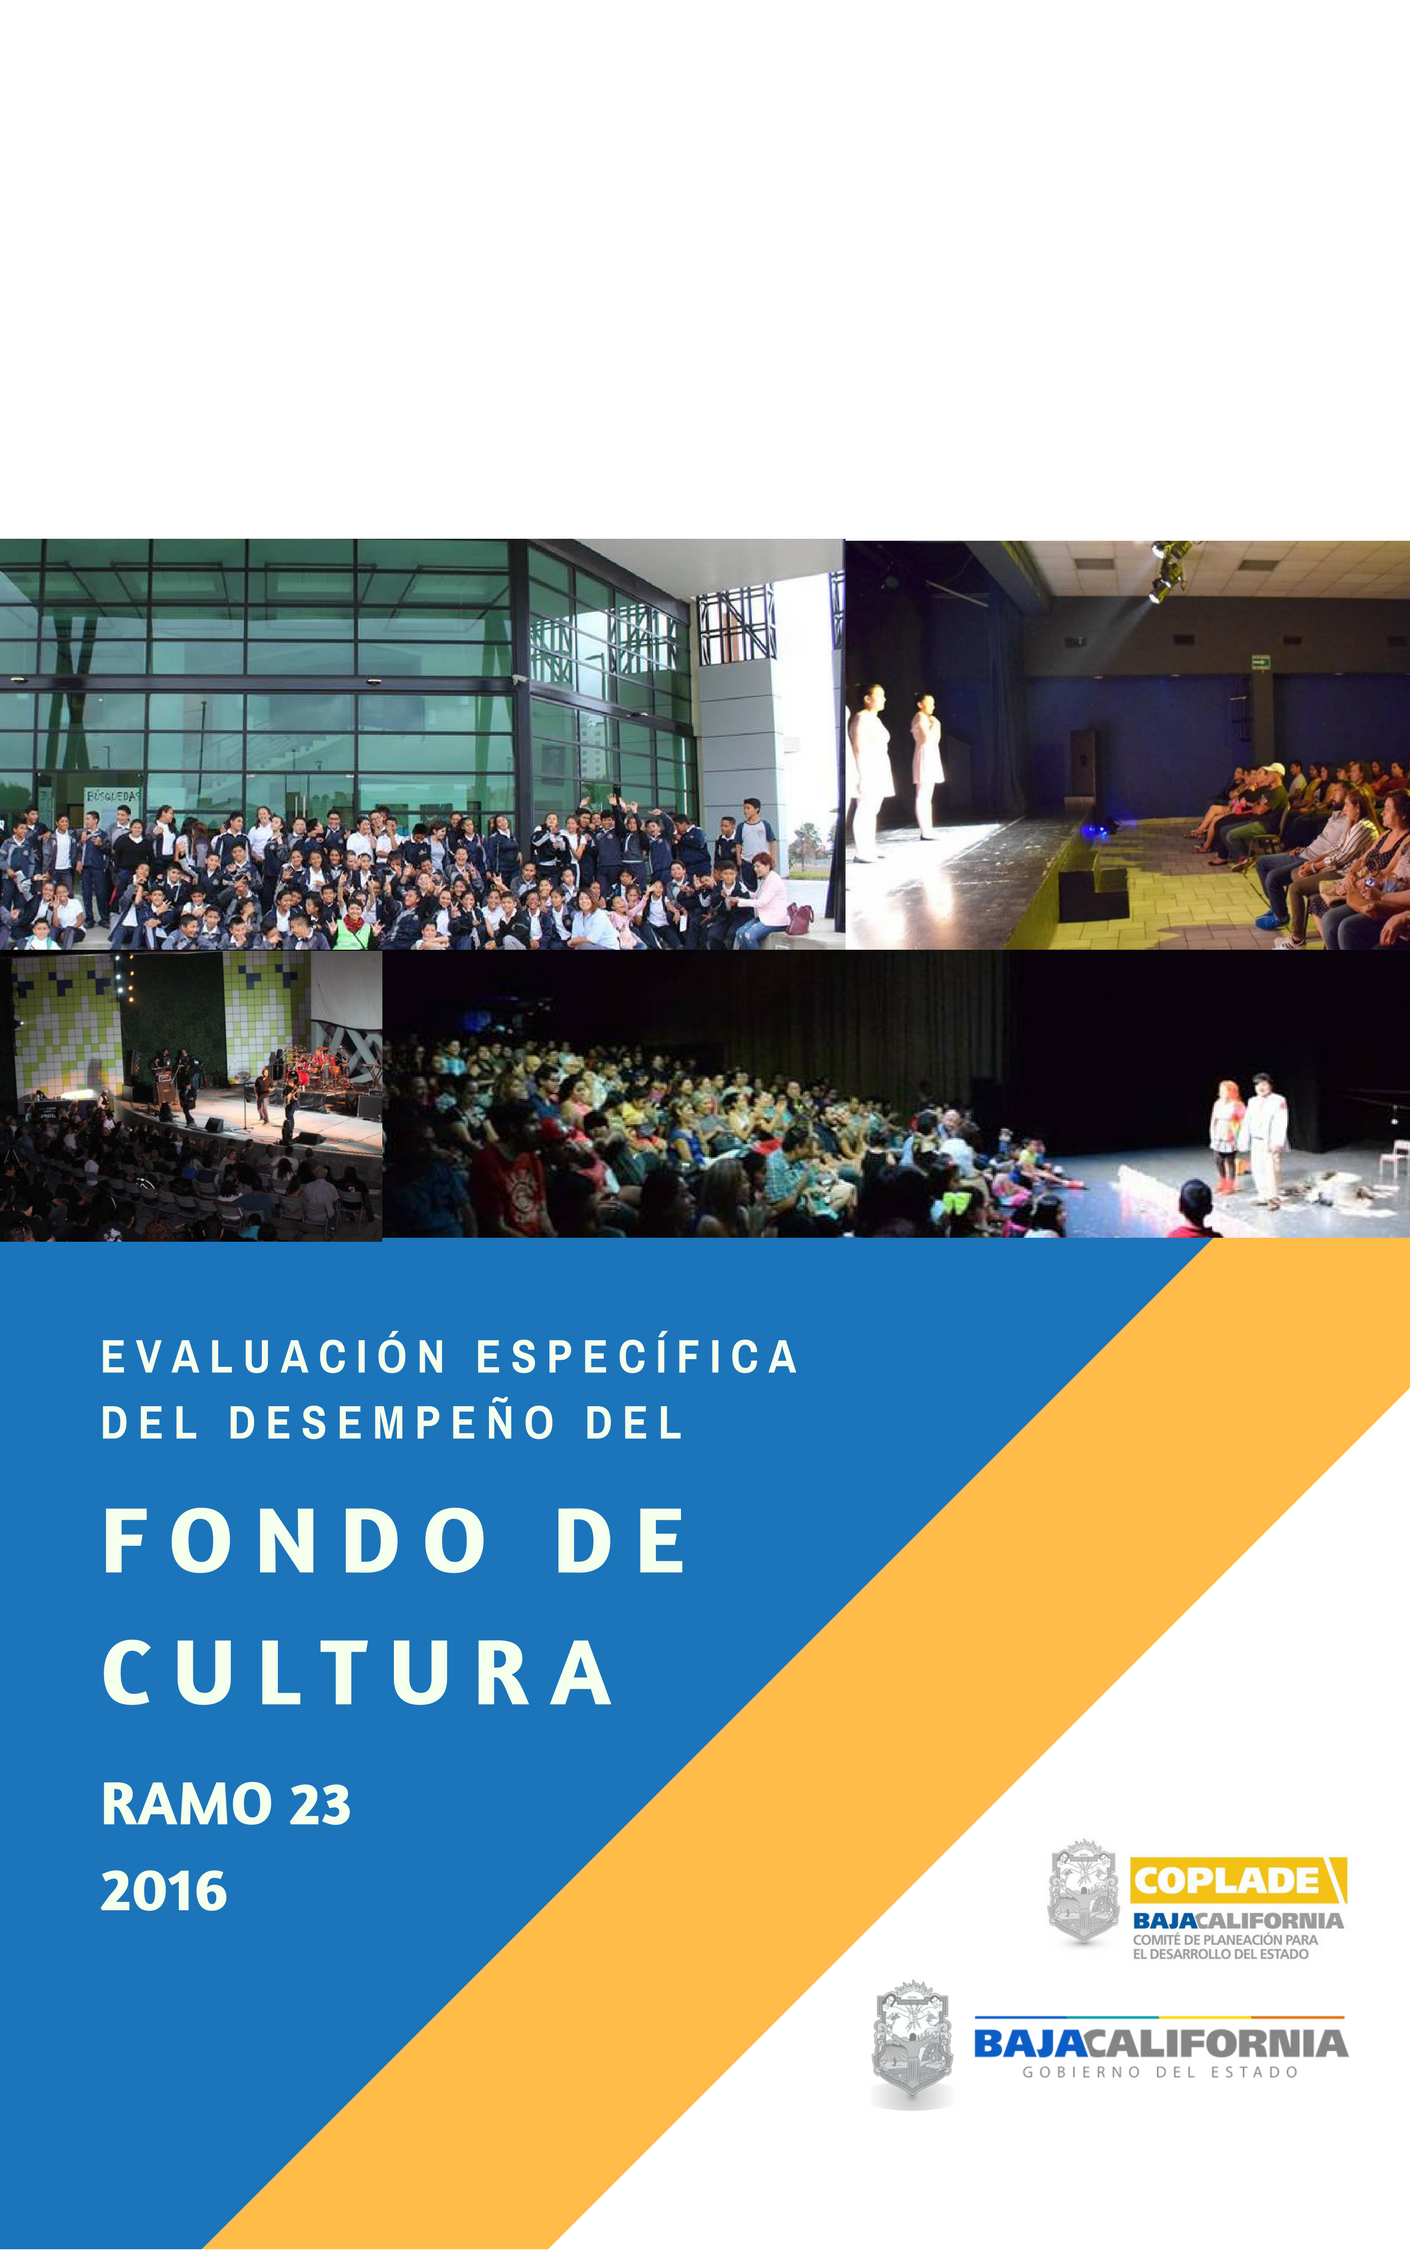 BÚSQUEDAS
EVALUACIÓN ESPECÍFICA
DEL DESEMPEÑO DEL
FONDO DE
CULTURA
RAMO 23
2016
COPLADE
BAJACALIFORNIA
COMITÉ DE PLANEACIÓN PARA
EL DESARROLLO DEL ESTADO
BAJACALIFORNIA
GOBIERNO DEL ESTADO